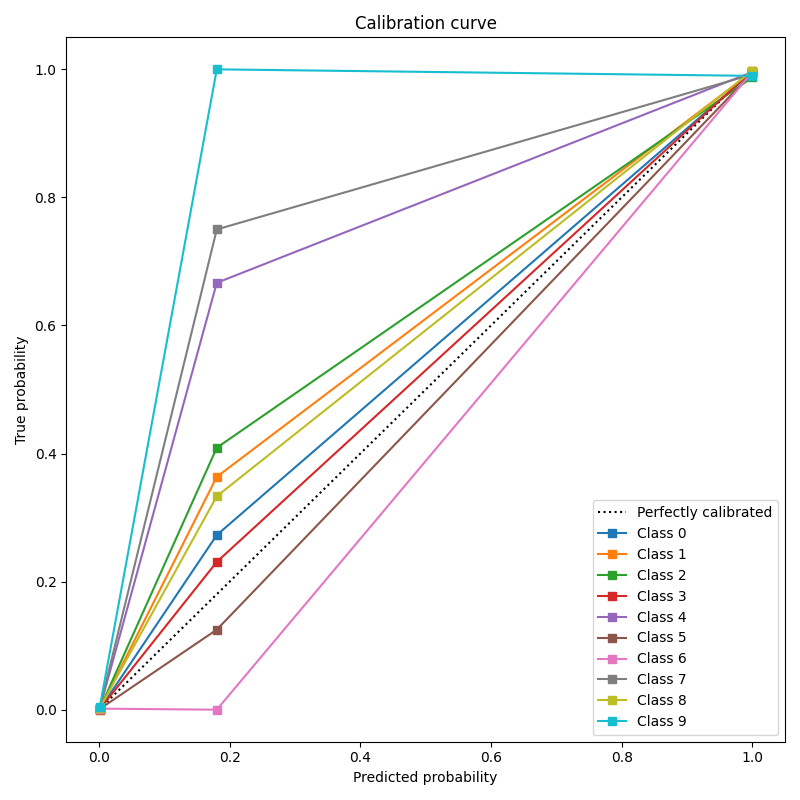 Calibration curve
1.0
0.8
0.6
0.4
0.2
0.0
True probability
0.0
0.2
0.4
0.6
0.8
1.0
Predicted probability
Perfectly calibrated
Class 0
Class 1
Class 2
Class 3
Class 4
Class 5
Class 6
Class 7
Class 8
Class 9